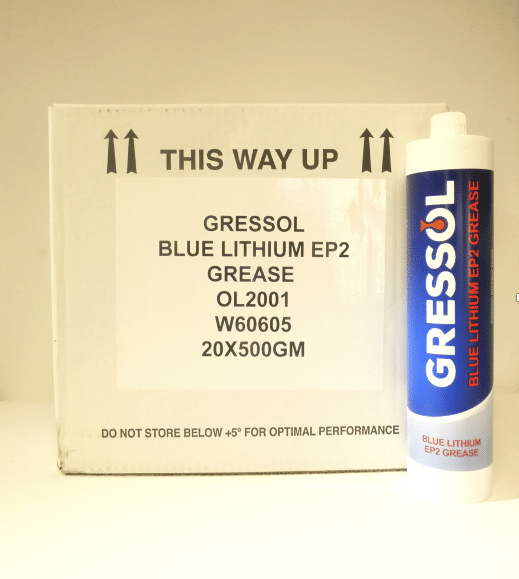 THIS WAY UP
GRESSOL
BLUE LITHIUM EP2
GREASE
OL2001
W60605
20X500GM
DO NOT STORE BELOW +5° FOR OPTIMAL PERFORMANCE
GRESSOL
BLUE LITHIUM EP2 GREASE
BLUE LITHIUM
EP2 GREASE